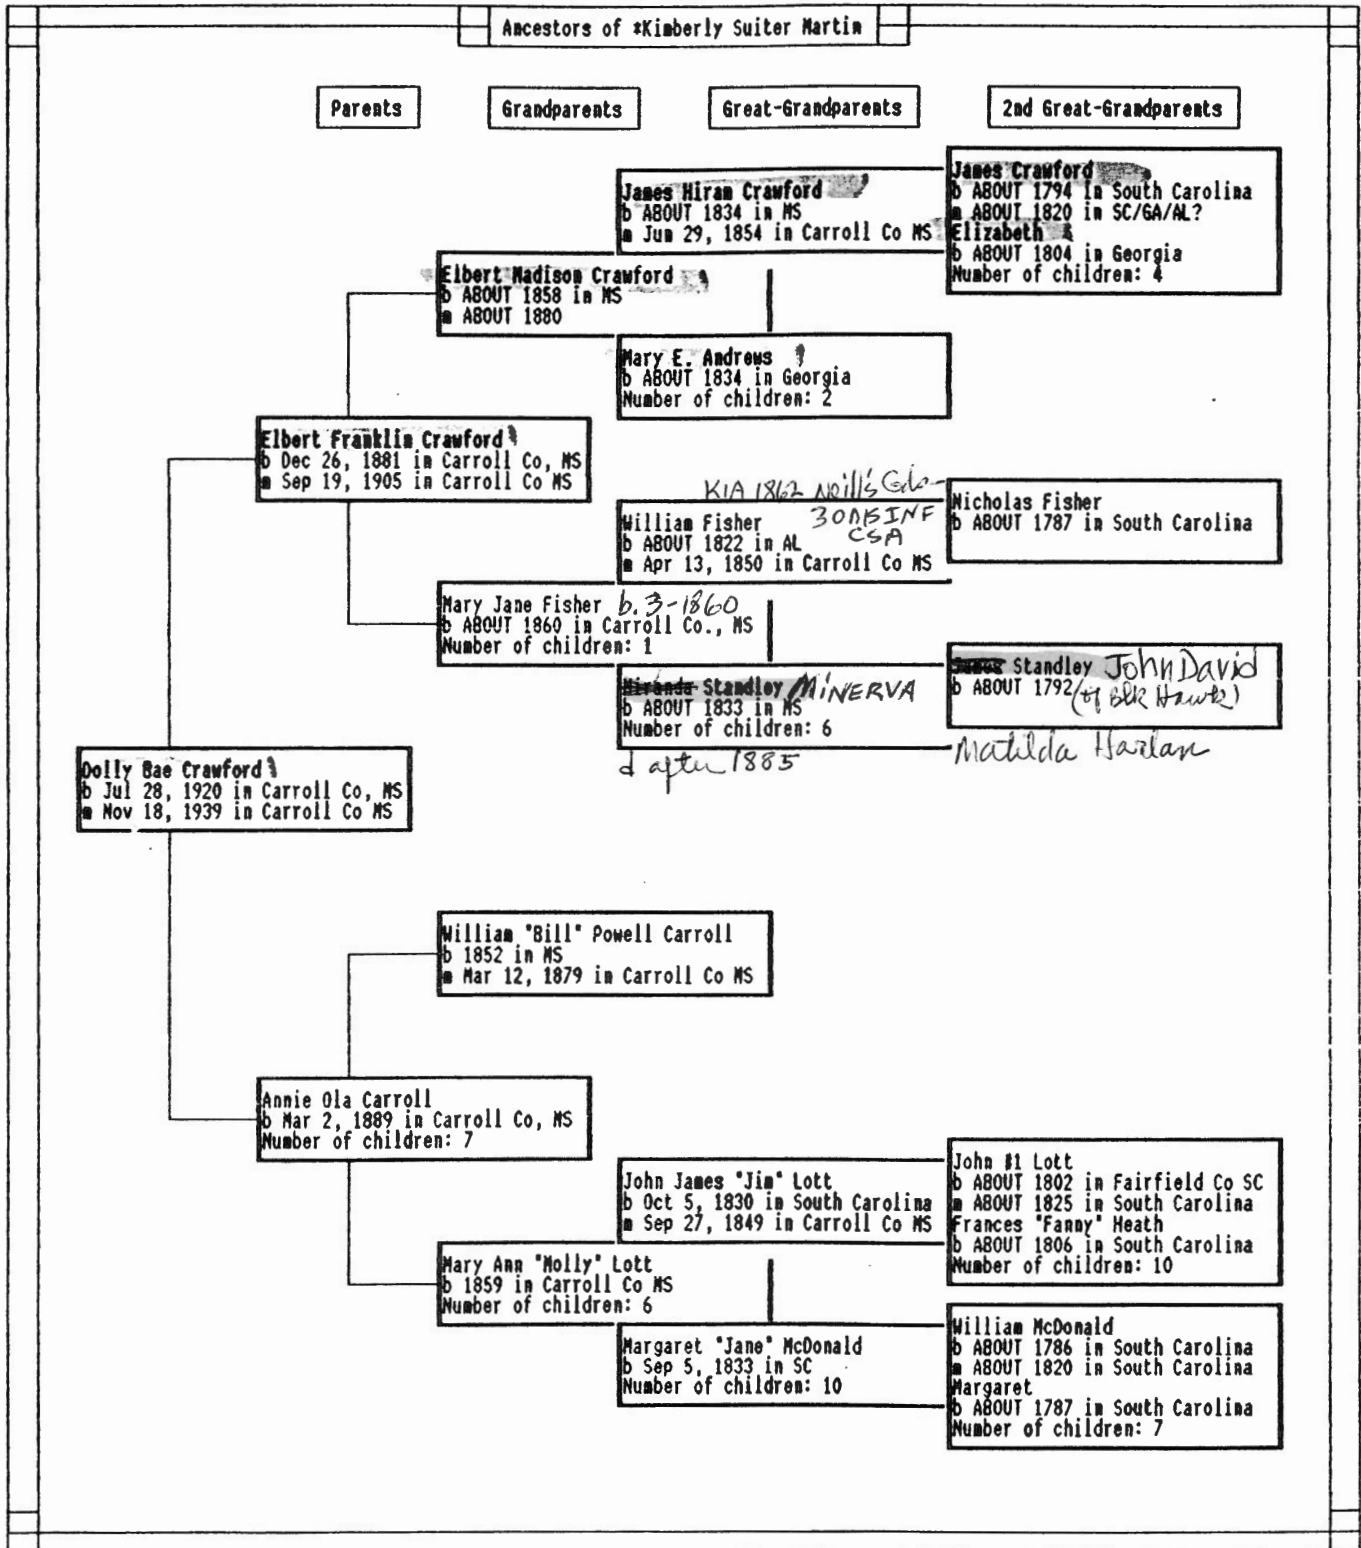 Ancestors of *Kimberly Suiter Martin
Parents
Grandparents
Great-Grandparents
2nd Great-Grandparents
James Crawford
b ABOUT 1794 in South Carolina
m ABOUT 1820 in SC/GA/AL?
Elizabeth
b ABOUT 1804 in Georgia
Number of children: 4
James Hiram Crawford
b ABOUT 1834 in MS
m Jun 29, 1854 in Carroll Co MS
Elbert Madison Crawford
b ABOUT 1858 in MS
m ABOUT 1880
Mary E. Andrews
b ABOUT 1834 in Georgia
Number of children: 2
Elbert Franklin Crawford
b Dec 26, 1881 in Carroll Co, MS
m Sep 19, 1905 in Carroll Co MS
KIA 1862 Neill's
30 INF
CSA
William Fisher
b ABOUT 1822 in AL
m Apr 13, 1850 in Carroll Co MS
Nicholas Fisher
b ABOUT 1787 in South Carolina
Mary Jane Fisher b. 3-1860
b ABOUT 1860 in Carroll Co., MS
Number of children: 1
Miranda Standley MINERVA
b ABOUT 1833 in MS
Number of children: 6
d after 1885
James Standley John David
b ABOUT 1792 (of Blk Hawk)
Matilda Harlan
Dolly Bae Crawford
b Jul 28, 1920 in Carroll Co, MS
m Nov 18, 1939 in Carroll Co MS
William "Bill" Powell Carroll
b 1852 in MS
m Mar 12, 1879 in Carroll Co MS
Annie Ola Carroll
b Mar 2, 1889 in Carroll Co, MS
Number of children: 7
John James "Jim" Lott
b Oct 5, 1830 in South Carolina
m Sep 27, 1849 in Carroll Co MS
John #1 Lott
b ABOUT 1802 in Fairfield Co SC
m ABOUT 1825 in South Carolina
Frances "Fanny" Heath
b ABOUT 1806 in South Carolina
Number of children: 10
Mary Ann "Molly" Lott
b 1859 in Carroll Co MS
Number of children: 6
Margaret "Jane" McDonald
b Sep 5, 1833 in SC
Number of children: 10
William McDonald
b ABOUT 1786 in South Carolina
m ABOUT 1820 in South Carolina
Margaret
b ABOUT 1787 in South Carolina
Number of children: 7